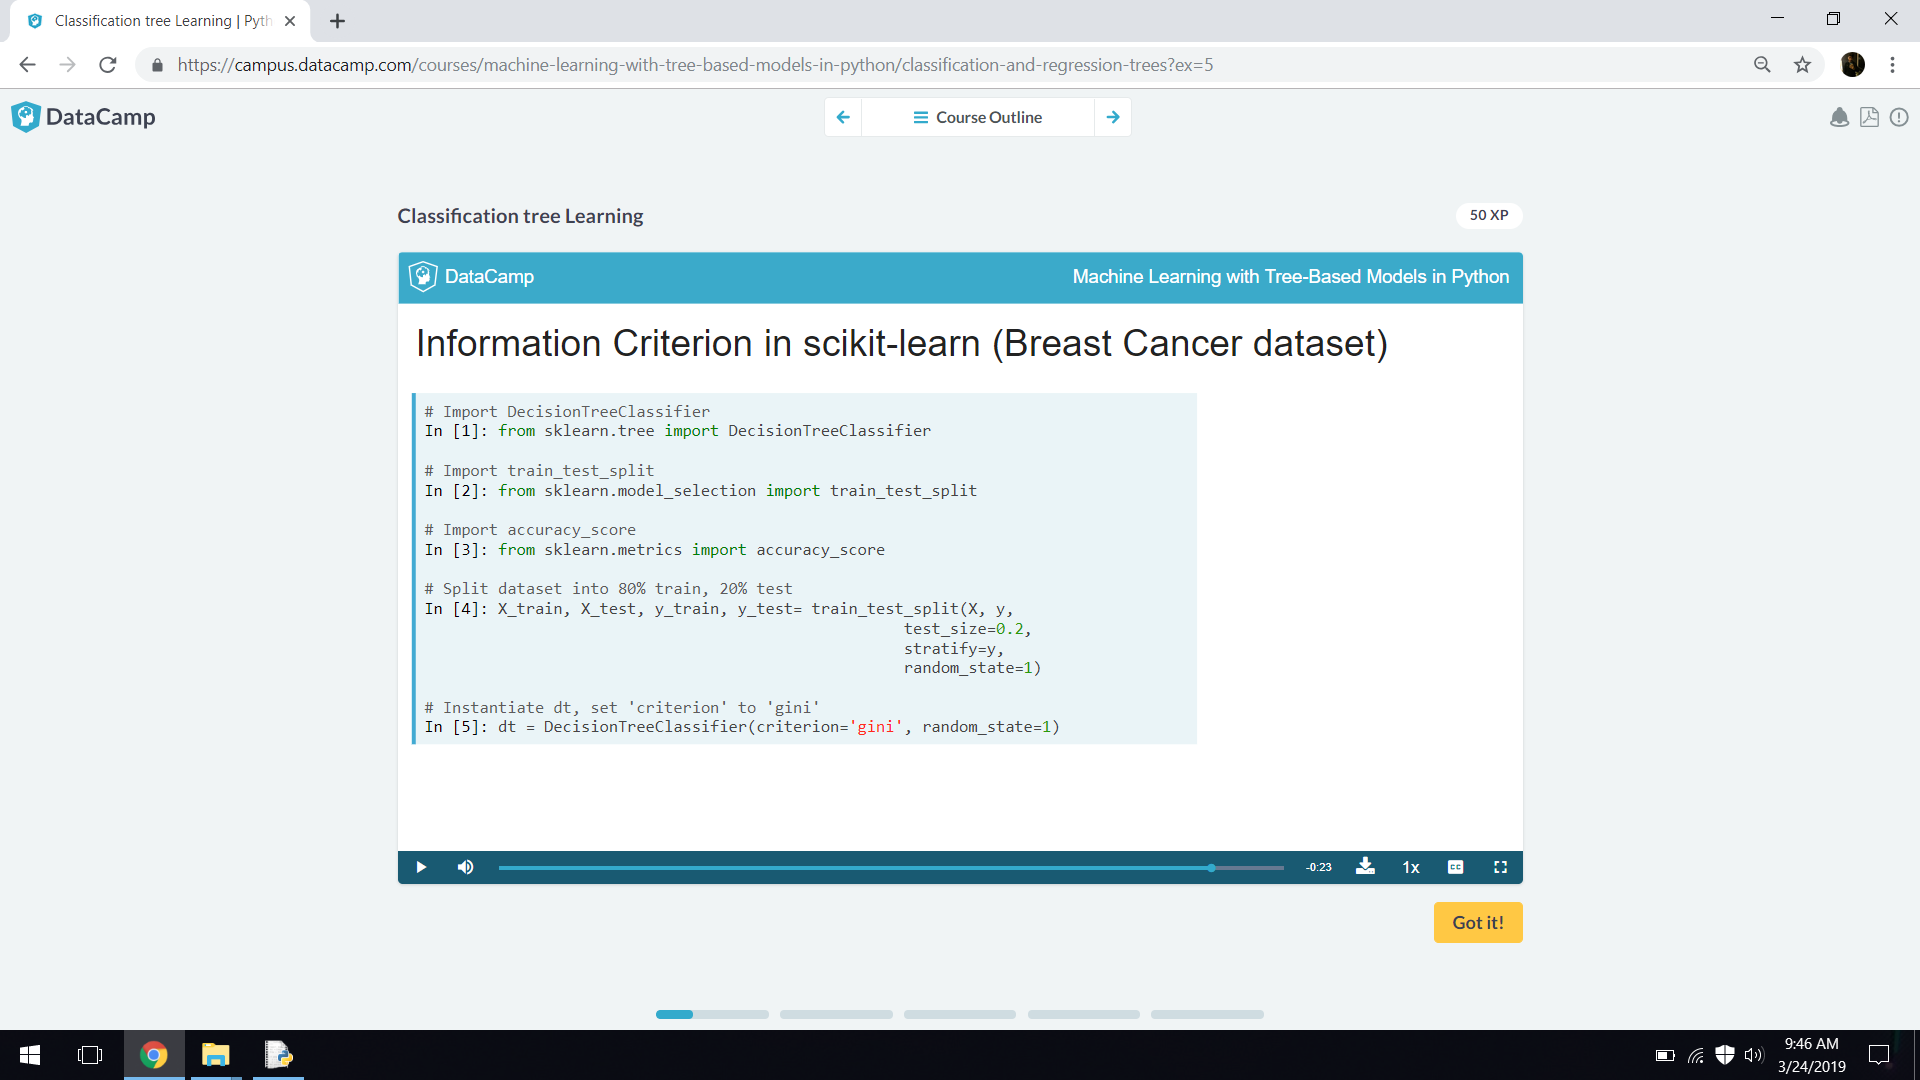 Classification tree Learning | Pyth
https://campus.datacamp.com/courses/machine-learning-with-tree-based-models-in-python/classification-and-regression-trees?ex=5
DataCamp
Course Outline
Classification tree Learning
50 XP
DataCamp
Machine Learning with Tree-Based Models in Python
Information Criterion in scikit-learn (Breast Cancer dataset)
# Import DecisionTreeClassifier
In [1]: from sklearn.tree import DecisionTreeClassifier
# Import train_test_split
In [2]: from sklearn.model_selection import train_test_split
# Import accuracy_score
In [3]: from sklearn.metrics import accuracy_score
# Split dataset into 80% train, 20% test
In [4]: X_train, X_test, y_train, y_test= train_test_split(X, y,
test_size=0.2,
stratify=y,
random_state=1)
# Instantiate dt, set 'criterion' to 'gini'
In [5]: dt = DecisionTreeClassifier(criterion='gini', random_state=1)
-0:23
1x
CC
Got it!
9:46 AM
3/24/2019